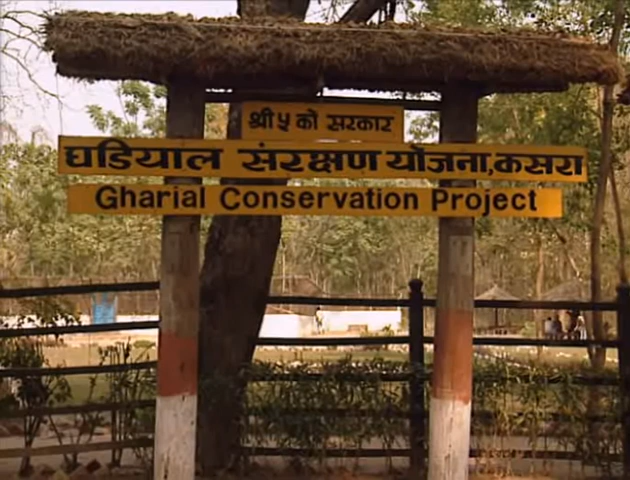 श्री ५ को सरकार
घडियाल संरक्षण योजना, कसरा
Gharial Conservation Project